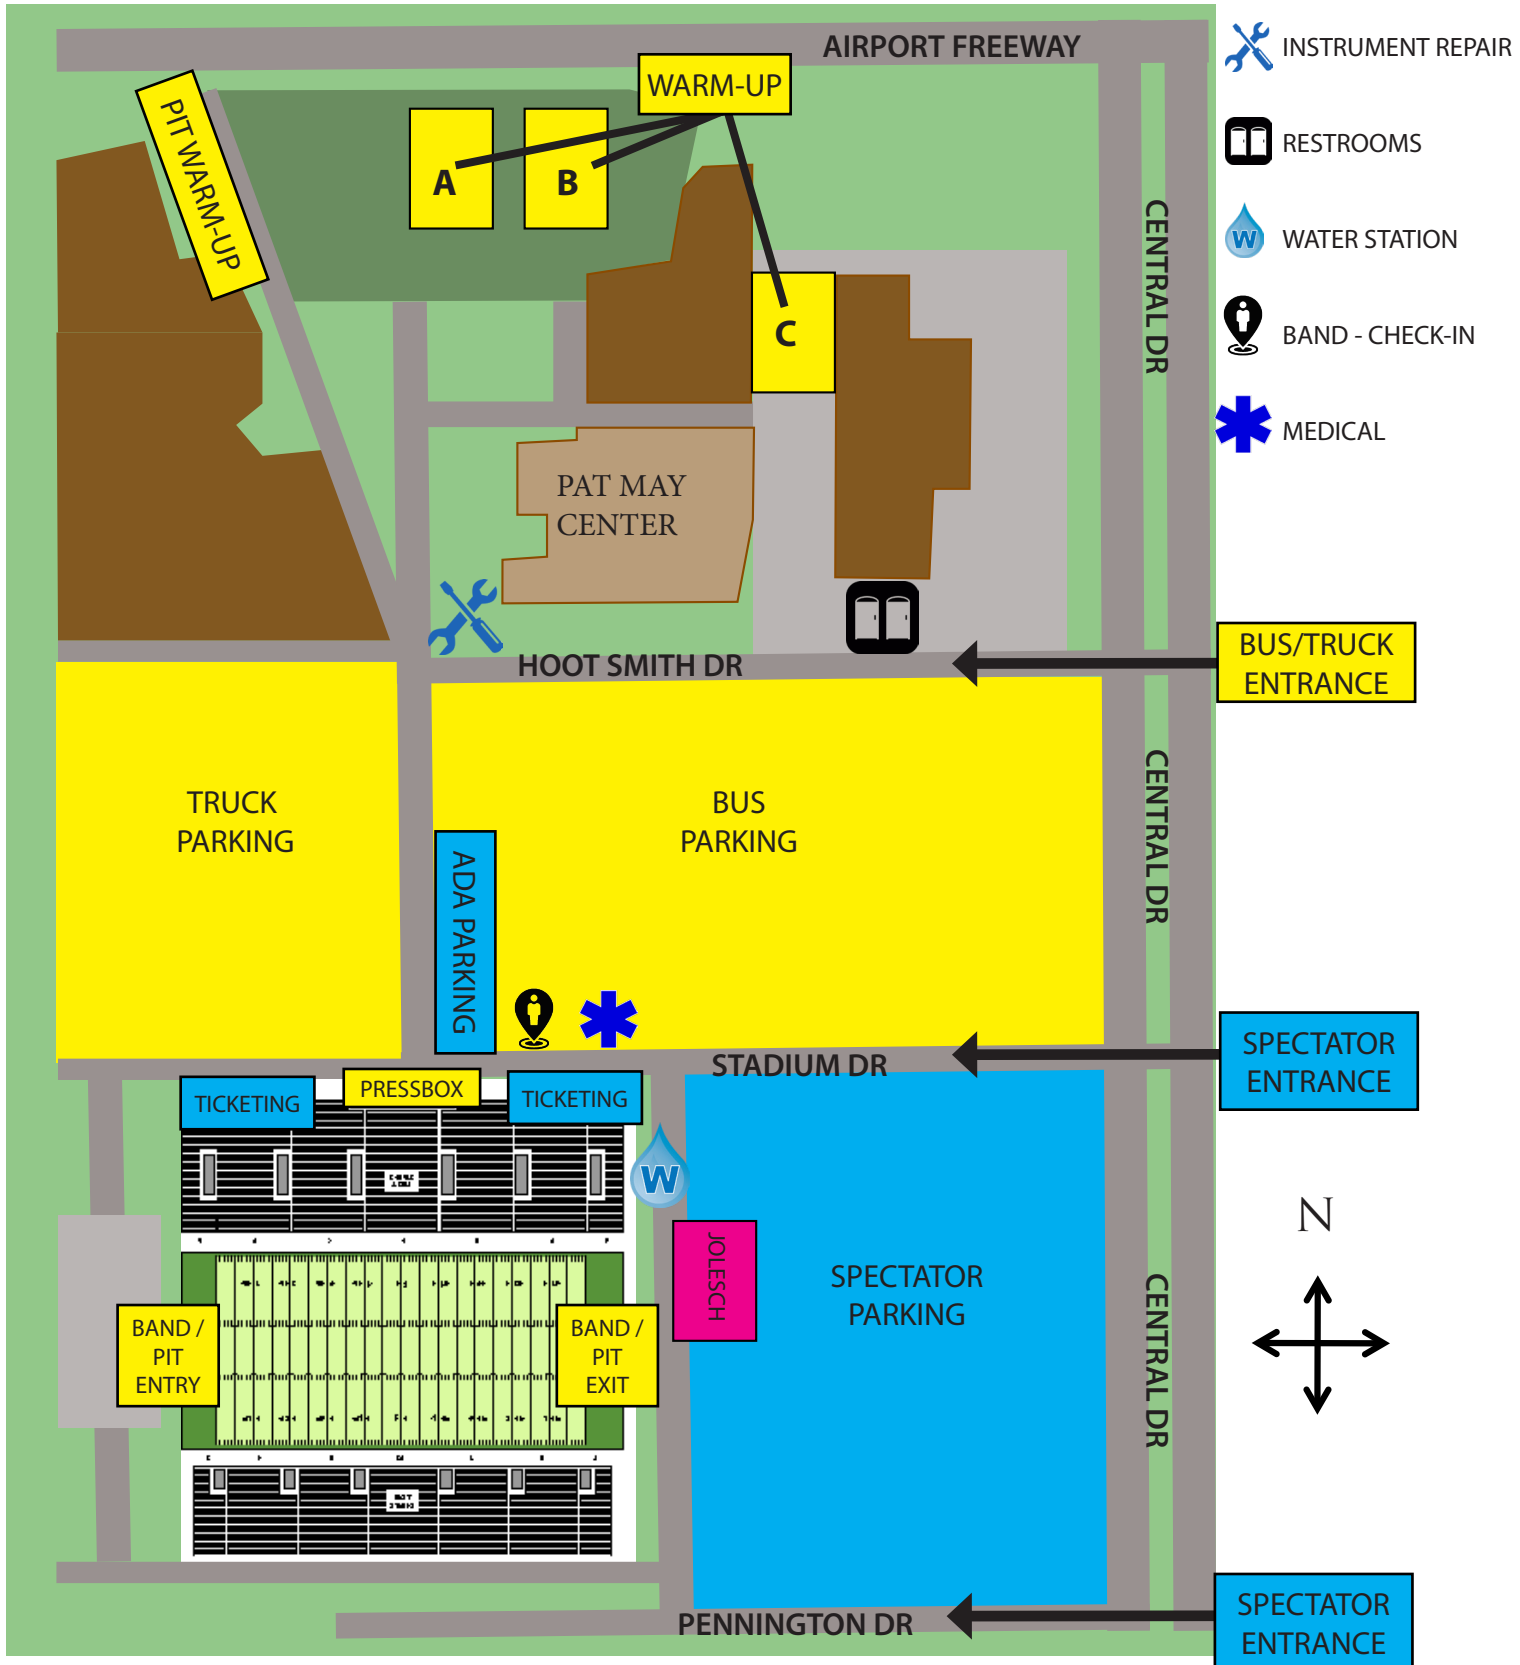 AIRPORT FREEWAY
INSTRUMENT REPAIR
WARM-UP
PIT WARM-UP
A
B
RESTROOMS
CENTRAL DR
W
WATER STATION
C
BAND - CHECK-IN
MEDICAL
PAT MAY
CENTER
HOOT SMITH DR
BUS/TRUCK
ENTRANCE
TRUCK
PARKING
BUS
PARKING
CENTRAL DR
ADA PARKING
STADIUM DR
SPECTATOR
ENTRANCE
TICKETING
PRESSBOX
TICKETING
W
JOLESCH
SPECTATOR
PARKING
N
BAND /
PIT
ENTRY
BAND /
PIT
EXIT
CENTRAL DR
PENNINGTON DR
SPECTATOR
ENTRANCE